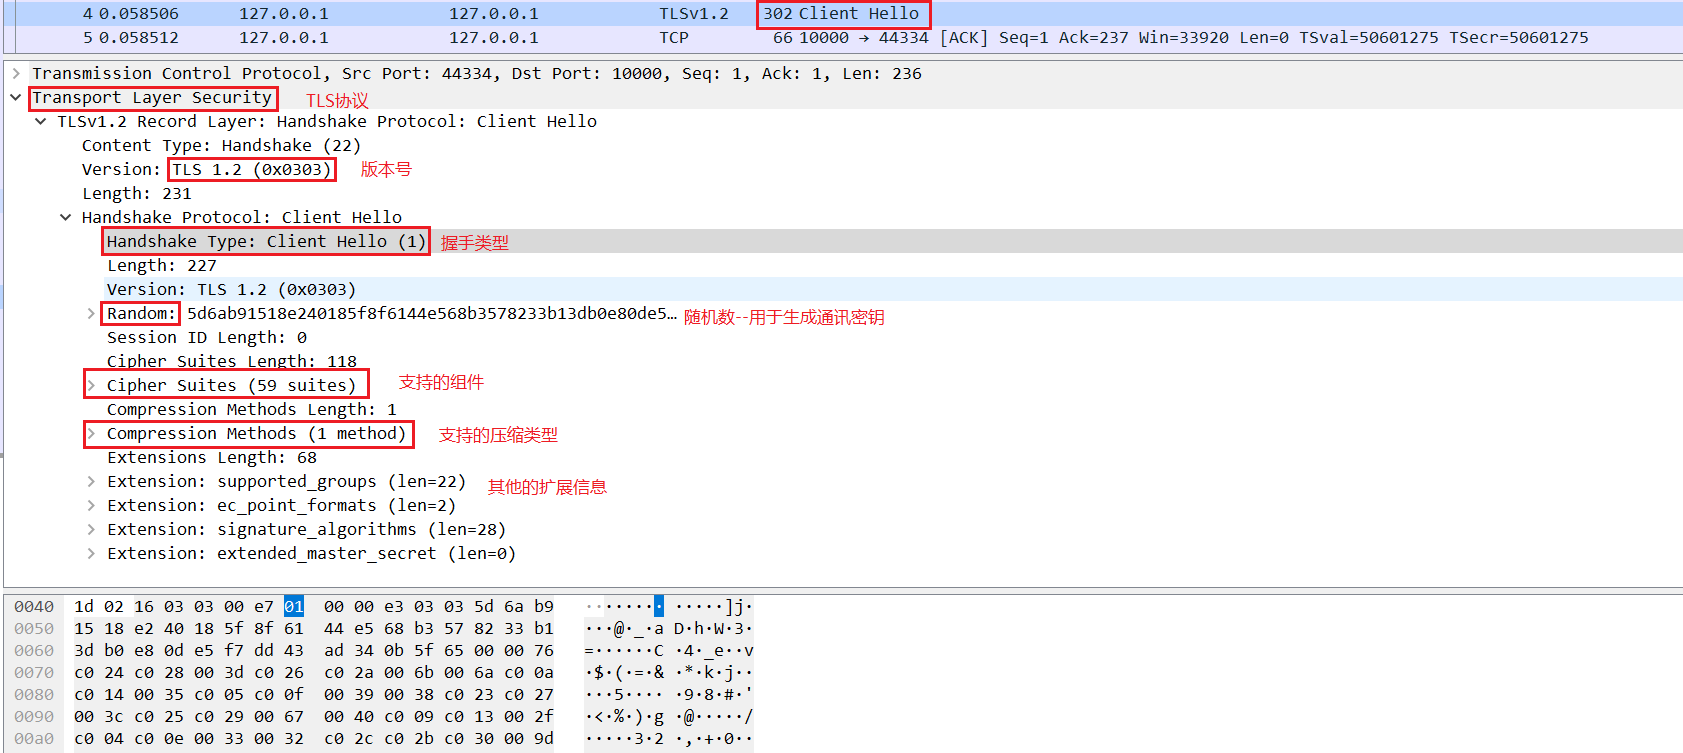 4 0.058506 127.0.0.1 127.0.0.1 TLSv1.2 302 Client Hello
5 0.058512 127.0.0.1 127.0.0.1 TCP 66 10000 → 44334 [ACK] Seq=1 Ack=237 Win=33920 Len=0 TSval=50601275 TSecr=50601275
Transmission Control Protocol, Src Port: 44334, Dst Port: 10000, Seq: 1, Ack: 1, Len: 236
Transport Layer Security TLS协议
TLSv1.2 Record Layer: Handshake Protocol: Client Hello
Content Type: Handshake (22)
Version: TLS 1.2 (0x0303) 版本号
Length: 231
Handshake Protocol: Client Hello
Handshake Type: Client Hello (1) 握手类型
Length: 227
Version: TLS 1.2 (0x0303)
Random: 5d6ab91518e240185f8f6144e568b3578233b13db0e80de5… 随机数--用于生成通讯密钥
Session ID Length: 0
Cipher Suites Length: 118
Cipher Suites (59 suites) 支持的组件
Compression Methods Length: 1
Compression Methods (1 method) 支持的压缩类型
Extensions Length: 68
Extension: supported_groups (len=22) 其他的扩展信息
Extension: ec_point_formats (len=2)
Extension: signature_algorithms (len=28)
Extension: extended_master_secret (len=0)
0040 1d 02 16 03 03 00 e7 01 00 00 e3 03 03 5d 6a b9 ········ ·····]j·
0050 15 18 e2 40 18 5f 8f 61 44 e5 68 b3 57 82 33 b1 ···@·_·a D·h·W·3·
0060 3d b0 e8 0d e5 f7 dd 43 ad 34 0b 5f 65 00 00 76 =······C ·4·_e··v
0070 c0 24 c0 28 00 3d c0 26 c0 2a 00 6b 00 6a c0 0a ·$·(·=·& ·*·k·j··
0080 c0 14 00 35 c0 05 c0 0f 00 39 00 38 c0 23 c0 27 ···5···· ·9·8·#·'
0090 00 3c c0 25 c0 29 00 67 00 40 c0 09 c0 13 00 2f ·<·%·)·g ·@·····/
00a0 c0 04 c0 0e 00 33 00 32 c0 2c c0 2b c0 30 00 9d ·····3·2 ·,·+·0··